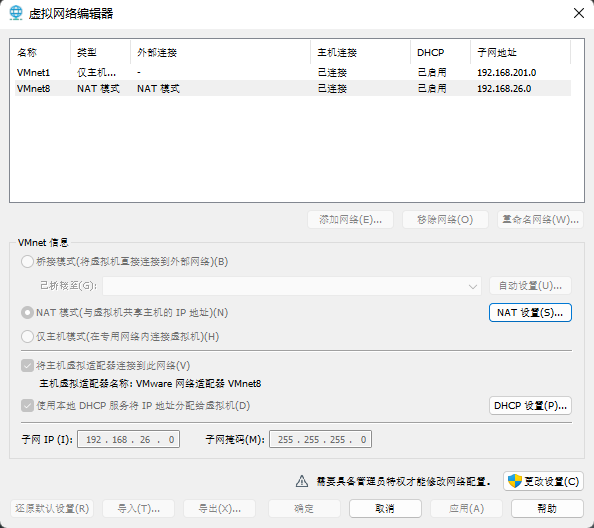 虚拟网络编辑器
名称 类型 外部连接 主机连接 DHCP 子网地址
VMnet1 仅主机... - 已连接 已启用 192.168.201.0
VMnet8 NAT 模式 NAT 模式 已连接 已启用 192.168.26.0
添加网络(E)... 移除网络(O) 重命名网络(W)...
VMnet 信息
桥接模式(将虚拟机直接连接到外部网络)(B)
已桥接至(G): 自动设置(U)...
NAT 模式(与虚拟机共享主机的 IP 地址)(N) NAT 设置(S)...
仅主机模式(在专用网络内连接虚拟机)(H)
将主机虚拟适配器连接到此网络(V)
主机虚拟适配器名称: VMware 网络适配器 VMnet8
使用本地 DHCP 服务将 IP 地址分配给虚拟机(D) DHCP 设置(P)...
子网 IP (I): 192 . 168 . 26 . 0 子网掩码(M): 255 . 255 . 255 . 0
需要具备管理员特权才能修改网络配置。 更改设置(C)
还原默认设置(R) 导入(T)... 导出(X)... 确定 取消 应用(A) 帮助